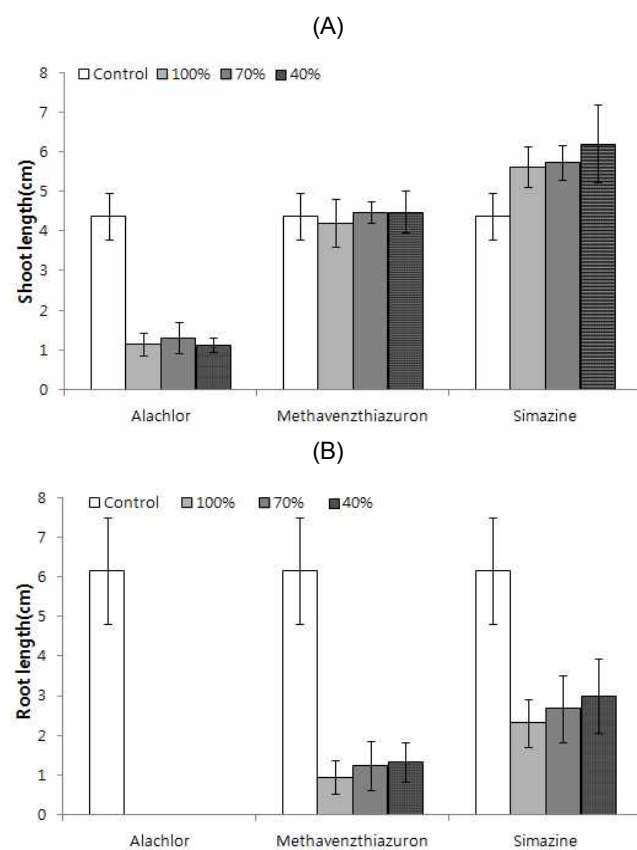 (A)
Control 100% 70% 40%
8
7
6
5
4
3
2
1
0
Shoot length(cm)
Alachlor Methavenzthiazuron Simazine
(B)
Control 100% 70% 40%
8
7
6
5
4
3
2
1
0
Root length(cm)
Alachlor Methavenzthiazuron Simazine